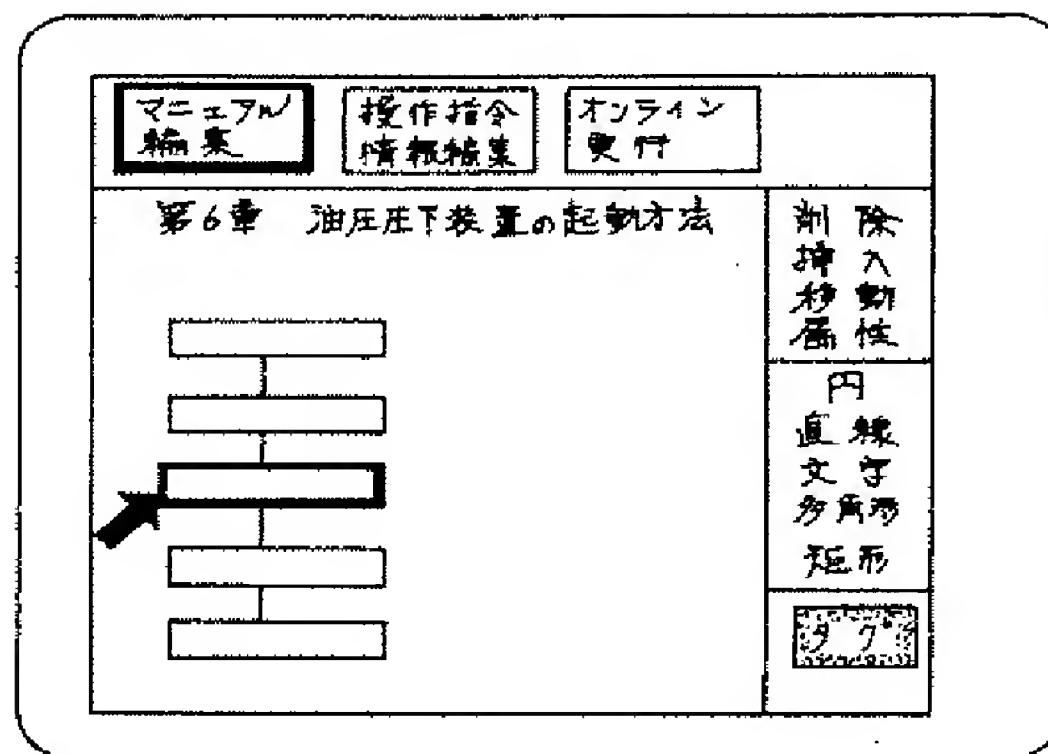 マニュアル
編集
操作指令
情報編集
オンライン
実行
第6章 油圧圧下装置の起動方法
削除
挿入
移動
属性
円
直線
文字
多角形
矩形
タグ